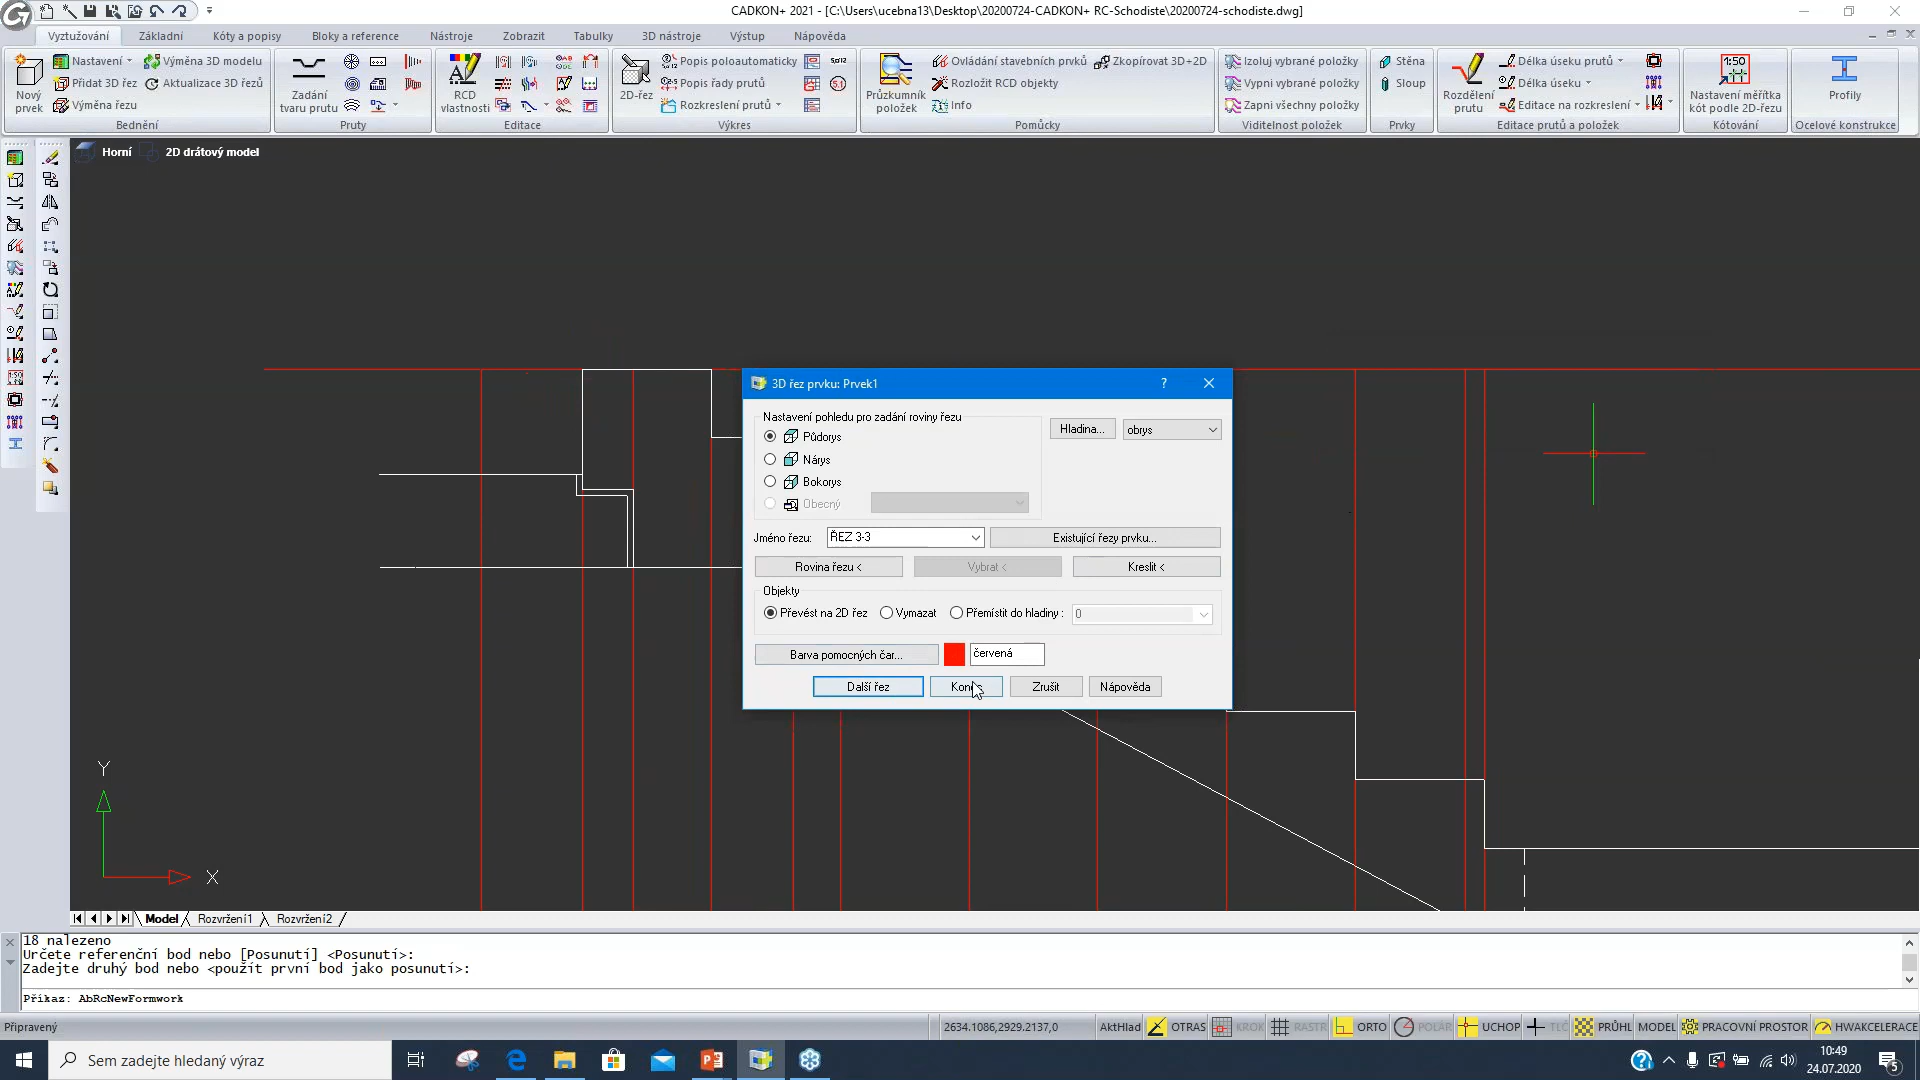 CADKON+ 2021 - [C:\Users\ucebna13\Desktop\20200724-CADKON+ RC-Schodiste\20200724-schodiste.dwg]
Vyztužování Základní Kóty a popisy Bloky a reference Nástroje Zobrazit Tabulky 3D nástroje Výstup Nápověda
Nový prvek
Nastavení
Přidat 3D řez
Výměna řezu
Výměna 3D modelu
Aktualizace 3D řezů
Bednění
Zadání tvaru prutu
Pruty
RCD vlastnosti
Editace
2D-řez
Popis poloautomaticky
Popis řady prutů
Rozkreslení prutů
Výkres
Průzkumník položek
Ovládání stavebních prvků
Rozložit RCD objekty
Info
Zkopírovat 3D+2D
Pomůcky
Izoluj vybrané položky
Vypni vybrané položky
Zapni všechny položky
Viditelnost položek
Stěna
Sloup
Prvky
Rozdělení prutu
Délka úseku prutů
Délka úseku
Editace na rozkreslení
Editace prutů a položek
1:50
Nastavení měřítka kót podle 2D-řezu
Kótování
Profily
Ocelové konstrukce
Horní 2D drátový model
3D řez prvku: Prvek1 ?
Nastavení pohledu pro zadání roviny řezu
Půdorys
Nárys
Bokorys
Obecný
Hladina... obrys
Jméno řezu: ŘEZ 3-3 Existující řezy prvku...
Rovina řezu < Vybrat < Kreslit <
Objekty
Převést na 2D řez Vymazat Přemístit do hladiny: 0
Barva pomocných čar... červená
Další řez Zrušit Nápověda
Y
X
Model Rozvržení1 Rozvržení2
18 nalezeno
Určete referenční bod nebo [Posunutí] <Posunutí>:
Zadejte druhý bod nebo <použít první bod jako posunutí>:
Příkaz: AbRcNewFormwork
Připravený 2634.1086,2929.2137,0 AktHlad OTRAS KROK RASTR ORTO POLÁR UCHOP TLČ PRŮHL MODEL PRACOVNÍ PROSTOR HWAKCELERACE
Sem zadejte hledaný výraz
10:49
24.07.2020
5